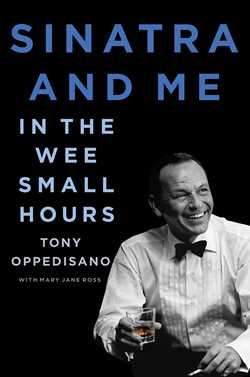 SINATRA
AND ME
IN THE
WEE
SMALL
HOURS
TONY
OPPEDISANO
WITH MARY JANE ROSS